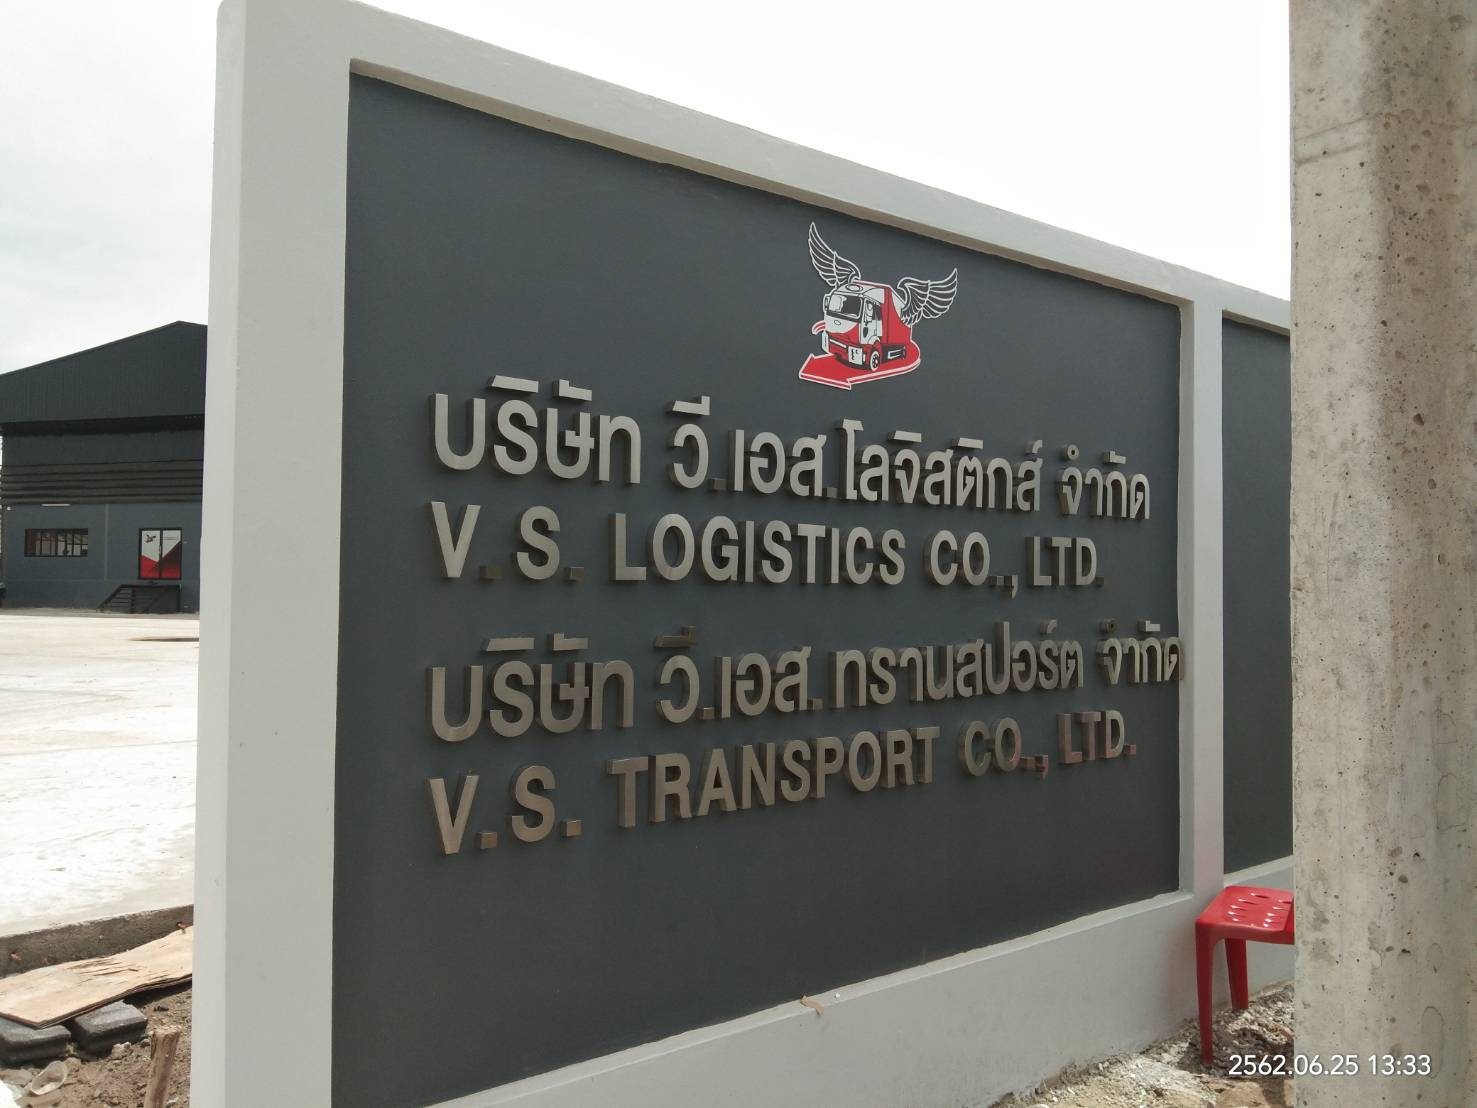 บริษัท วี.เอส.โลจิสติกส์ จำกัด
V. S. LOGISTICS CO.., LTD.
บริษัท วี.เอส.ทรานสปอร์ต จำกัด
V.S. TRANSPORT CO.., LTD.
2562.06.25 13:33